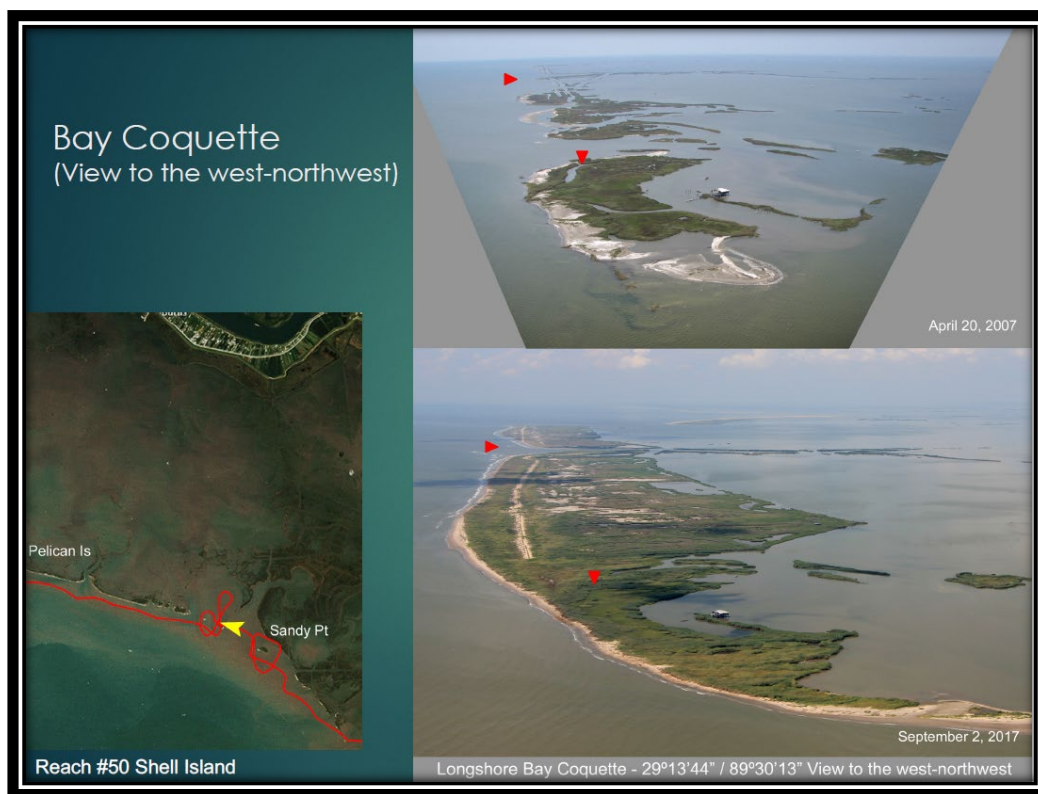 Bay Coquette
(View to the west-northwest)
April 20, 2007
Pelican Is
Sandy Pt
September 2, 2017
Reach #50 Shell Island
Longshore Bay Coquette - 29º13'44" / 89º30'13" View to the west-northwest